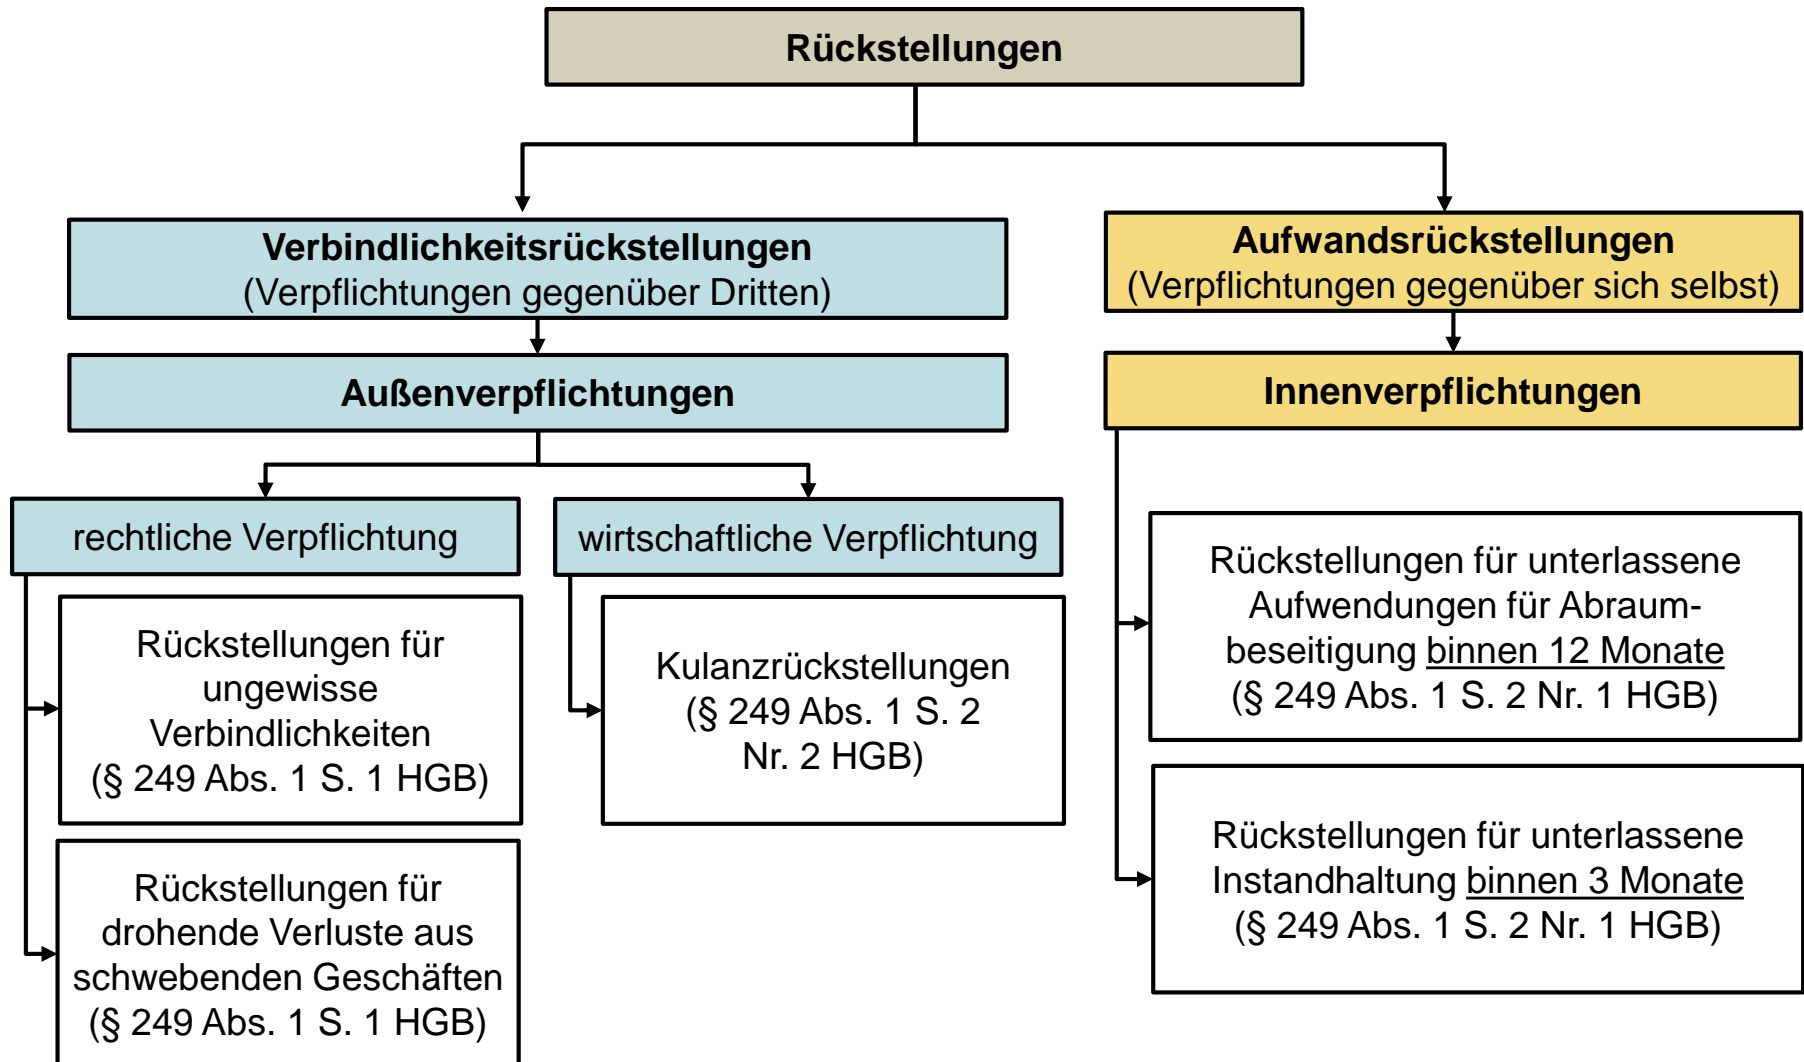 Rückstellungen
Verbindlichkeitsrückstellungen
(Verpflichtungen gegenüber Dritten)
Außenverpflichtungen
rechtliche Verpflichtung
Rückstellungen für
ungewisse
Verbindlichkeiten
(§ 249 Abs. 1 S. 1 HGB)
Rückstellungen für
drohende Verluste aus
schwebenden Geschäften
(§ 249 Abs. 1 S. 1 HGB)
wirtschaftliche Verpflichtung
Kulanzrückstellungen
(§ 249 Abs. 1 S. 2
Nr. 2 HGB)
Aufwandsrückstellungen
(Verpflichtungen gegenüber sich selbst)
Innenverpflichtungen
Rückstellungen für unterlassene
Aufwendungen für Abraum-
beseitigung binnen 12 Monate
(§ 249 Abs. 1 S. 2 Nr. 1 HGB)
Rückstellungen für unterlassene
Instandhaltung binnen 3 Monate
(§ 249 Abs. 1 S. 2 Nr. 1 HGB)